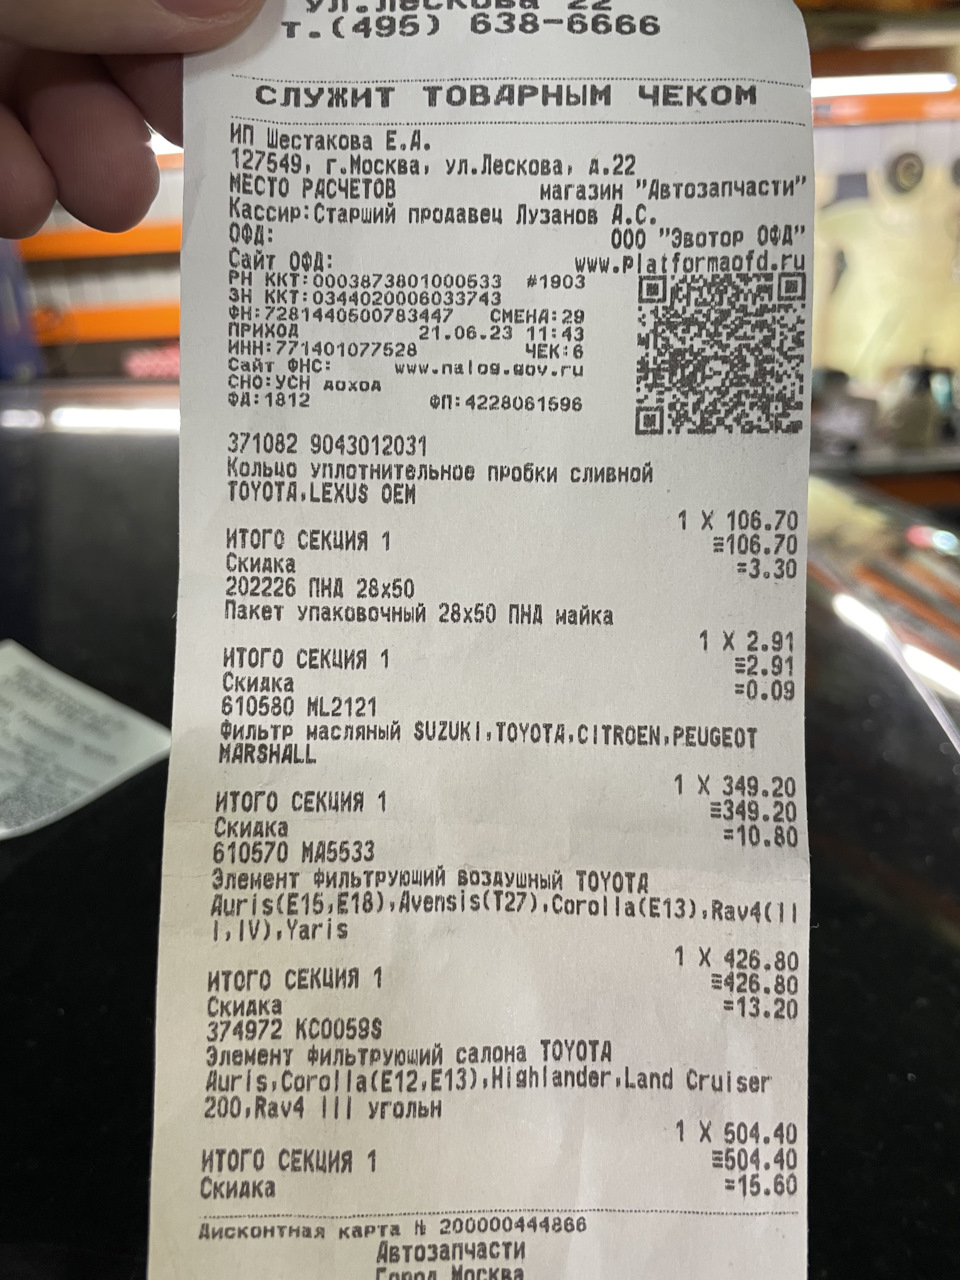 ул.Лескова 22
т.(495) 638-6666
СЛУЖИТ ТОВАРНЫМ ЧЕКОМ
ИП Шестакова Е.А.
127549, г.Москва, ул.Лескова, д.22
МЕСТО РАСЧЕТОВ магазин "Автозапчасти"
Кассир:Старший продавец Лузанов А.С.
ОФД: ООО "Эвотор ОФД"
Сайт ОФД: www.platformaofd.ru
РН ККТ:0003873801000533 #1903
ЗН ККТ:0344020006033743
ФН:7281440500783447 СМЕНА:29
ПРИХОД 21.06.23 11:43
ИНН:771401077528 ЧЕК:6
Сайт ФНС: www.nalog.gov.ru
СНО:УСН доход
ФД:1812 ФП:4228061596
371082 9043012031
Кольцо уплотнительное пробки сливной
TOYOTA,LEXUS OEM
1 X 106.70
ИТОГО СЕКЦИЯ 1 ≡106.70
Скидка =3.30
202226 ПНД 28х50
Пакет упаковочный 28х50 ПНД майка
1 X 2.91
ИТОГО СЕКЦИЯ 1 ≡2.91
Скидка =0.09
610580 ML2121
Фильтр масляный SUZUKI,TOYOTA,CITROEN,PEUGEOT
MARSHALL
1 X 349.20
ИТОГО СЕКЦИЯ 1 ≡349.20
Скидка =10.80
610570 MA5533
Элемент фильтрующий воздушный TOYOTA
Auris(E15,E18),Avensis(T27),Corolla(E13),Rav4(II
I,IV),Yaris
1 X 426.80
ИТОГО СЕКЦИЯ 1 ≡426.80
Скидка =13.20
374972 KC0059S
Элемент фильтрующий салона TOYOTA
Auris,Corolla(E12,E13),Highlander,Land Cruiser
200,Rav4 III угольн
1 X 504.40
ИТОГО СЕКЦИЯ 1 ≡504.40
Скидка =15.60
Дисконтная карта № 200000444866
Автозапчасти
Город Москва